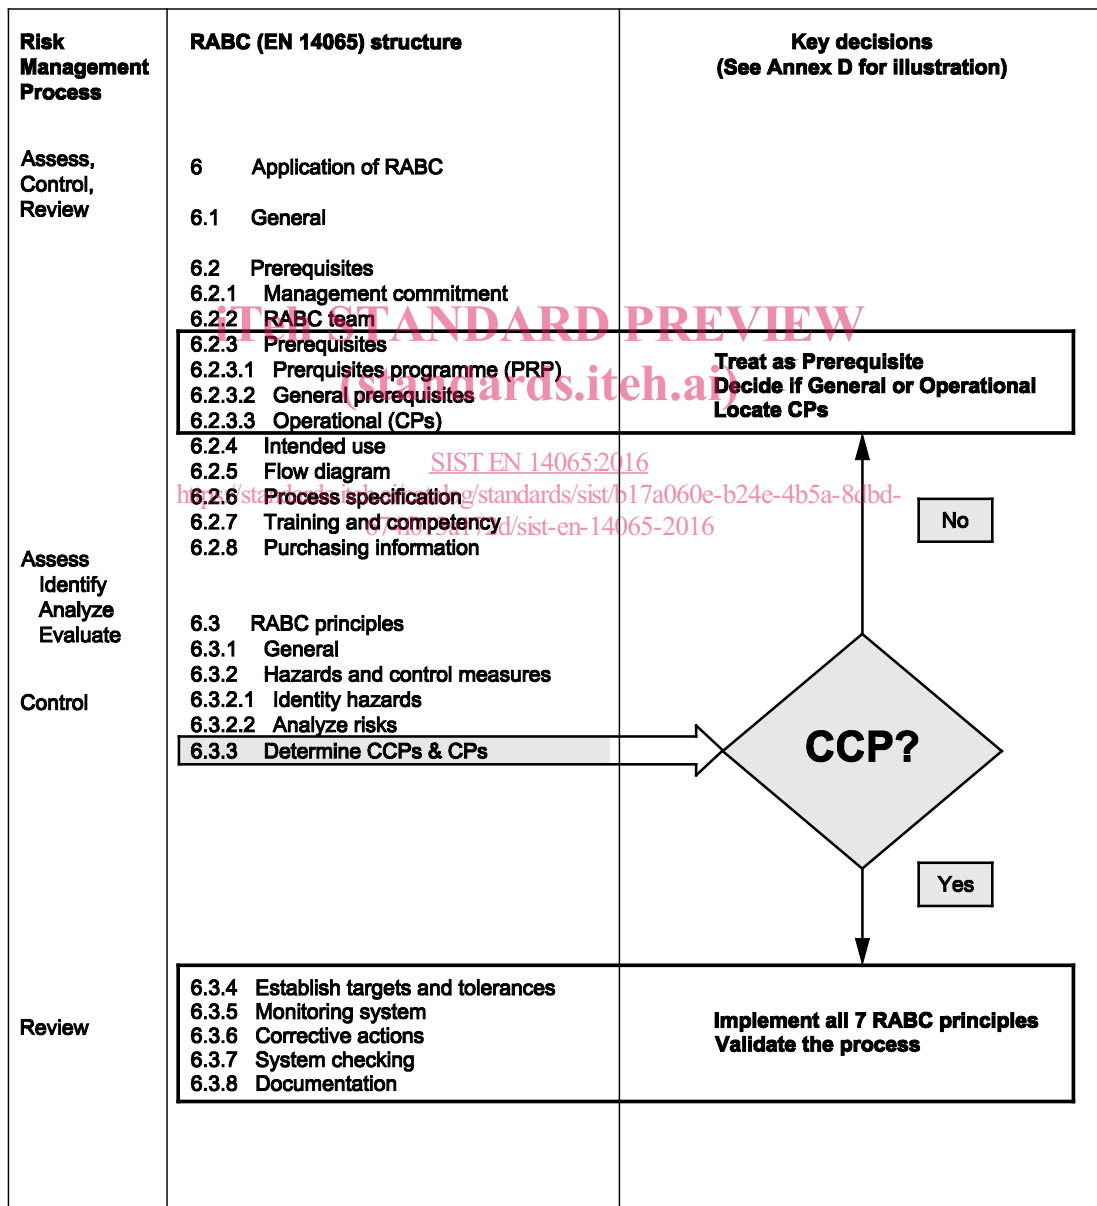 Risk
Management
Process
RABC (EN 14065) structure
Key decisions
(See Annex D for illustration)
Assess,
Control,
Review
6 Application of RABC
6.1 General
6.2 Prerequisites
6.2.1 Management commitment
6.2.2 RABC team
iTeh STANDARD PREVIEW
(standards.iteh.ai)
6.2.3 Prerequisites
6.2.3.1 Prerquisites programme (PRP)
6.2.3.2 General prerequisites
6.2.3.3 Operational (CPs)
Treat as Prerequisite
Decide if General or Operational
Locate CPs
6.2.4 Intended use
6.2.5 Flow diagram
SIST EN 14065:2016
6.2.6 Process specification
6.2.7 Training and competency
6.2.8 Purchasing information
No
Assess
Identify
Analyze
Evaluate
6.3 RABC principles
6.3.1 General
6.3.2 Hazards and control measures
6.3.2.1 Identity hazards
6.3.2.2 Analyze risks
Control
6.3.3 Determine CCPs & CPs
CCP?
Yes
6.3.4 Establish targets and tolerances
6.3.5 Monitoring system
6.3.6 Corrective actions
6.3.7 System checking
6.3.8 Documentation
Review
Implement all 7 RABC principles
Validate the process